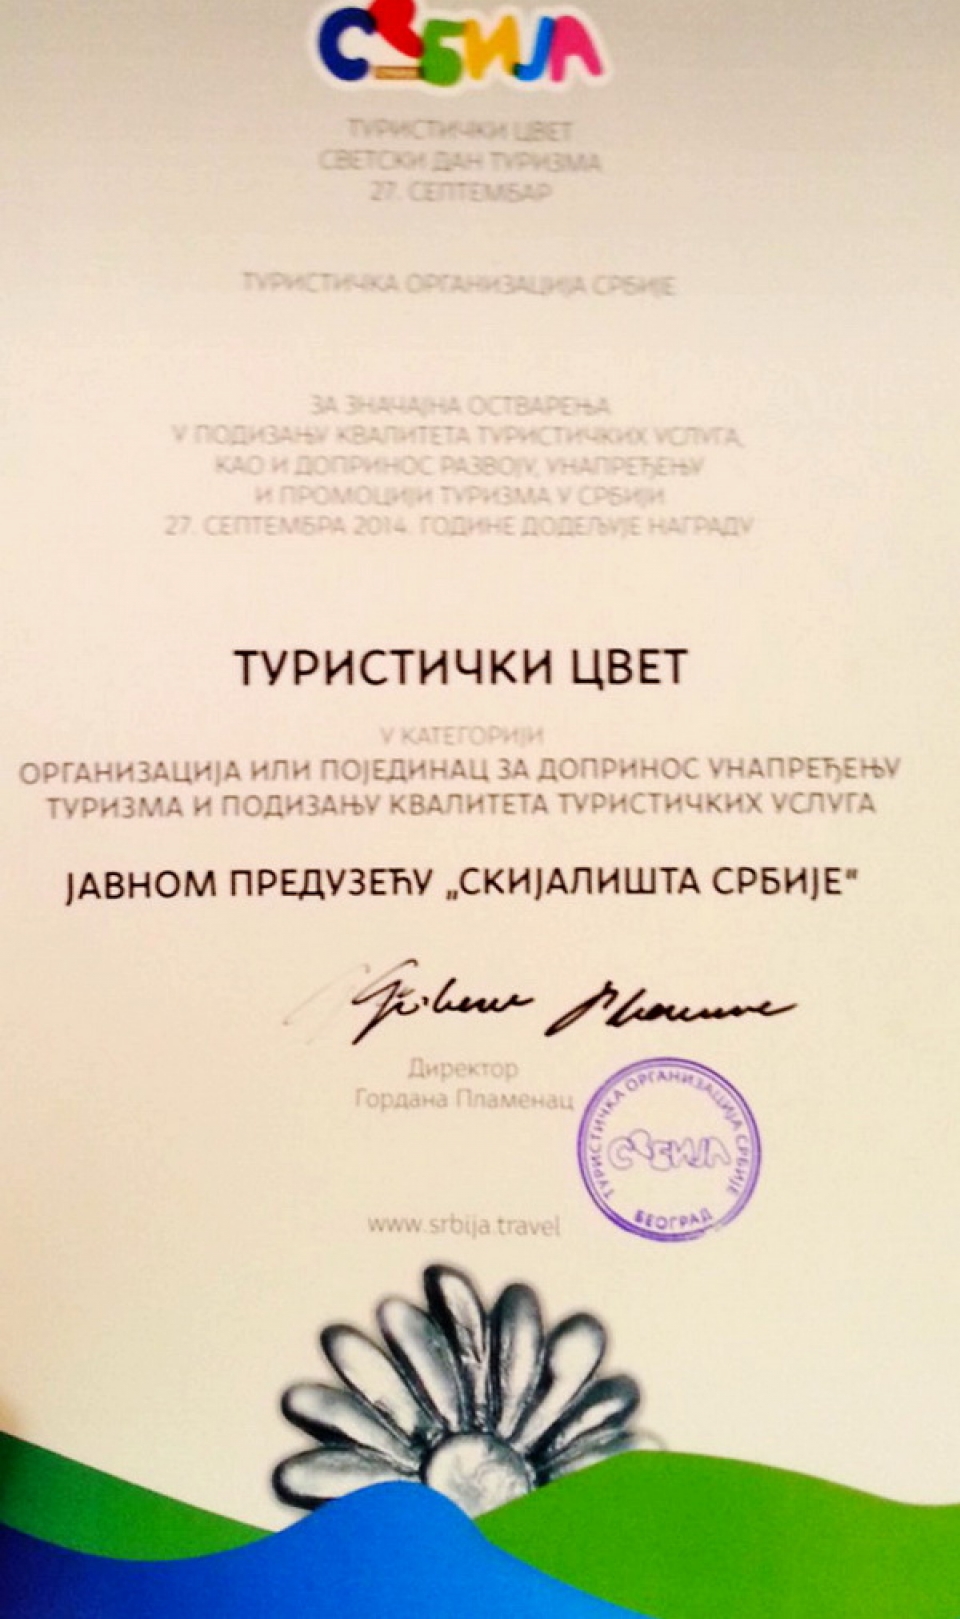 СРБИЈА
ТУРИСТИЧКИ ЦВЕТ
СВЕТСКИ ДАН ТУРИЗМА
27. СЕПТЕМБАР
ТУРИСТИЧКА ОРГАНИЗАЦИЈА СРБИЈЕ
ЗА ЗНАЧАЈНА ОСТВАРЕЊА
У ПОДИЗАЊУ КВАЛИТЕТА ТУРИСТИЧКИХ УСЛУГА,
КАО И ДОПРИНОС РАЗВОЈУ, УНАПРЕЂЕЊУ
И ПРОМОЦИЈИ ТУРИЗМА У СРБИЈИ
27. СЕПТЕМБРА 2014. ГОДИНЕ ДОДЕЉУЈЕ НАГРАДУ
ТУРИСТИЧКИ ЦВЕТ
У КАТЕГОРИЈИ
ОРГАНИЗАЦИЈА ИЛИ ПОЈЕДИНАЦ ЗА ДОПРИНОС УНАПРЕЂЕЊУ
ТУРИЗМА И ПОДИЗАЊУ КВАЛИТЕТА ТУРИСТИЧКИХ УСЛУГА
ЈАВНОМ ПРЕДУЗЕЋУ „СКИЈАЛИШТА СРБИЈЕ“
Директор
Гордана Пламенац
ТУРИСТИЧКА ОРГАНИЗАЦИЈА СРБИЈЕ
СРБИЈА
БЕОГРАД
www.srbija.travel